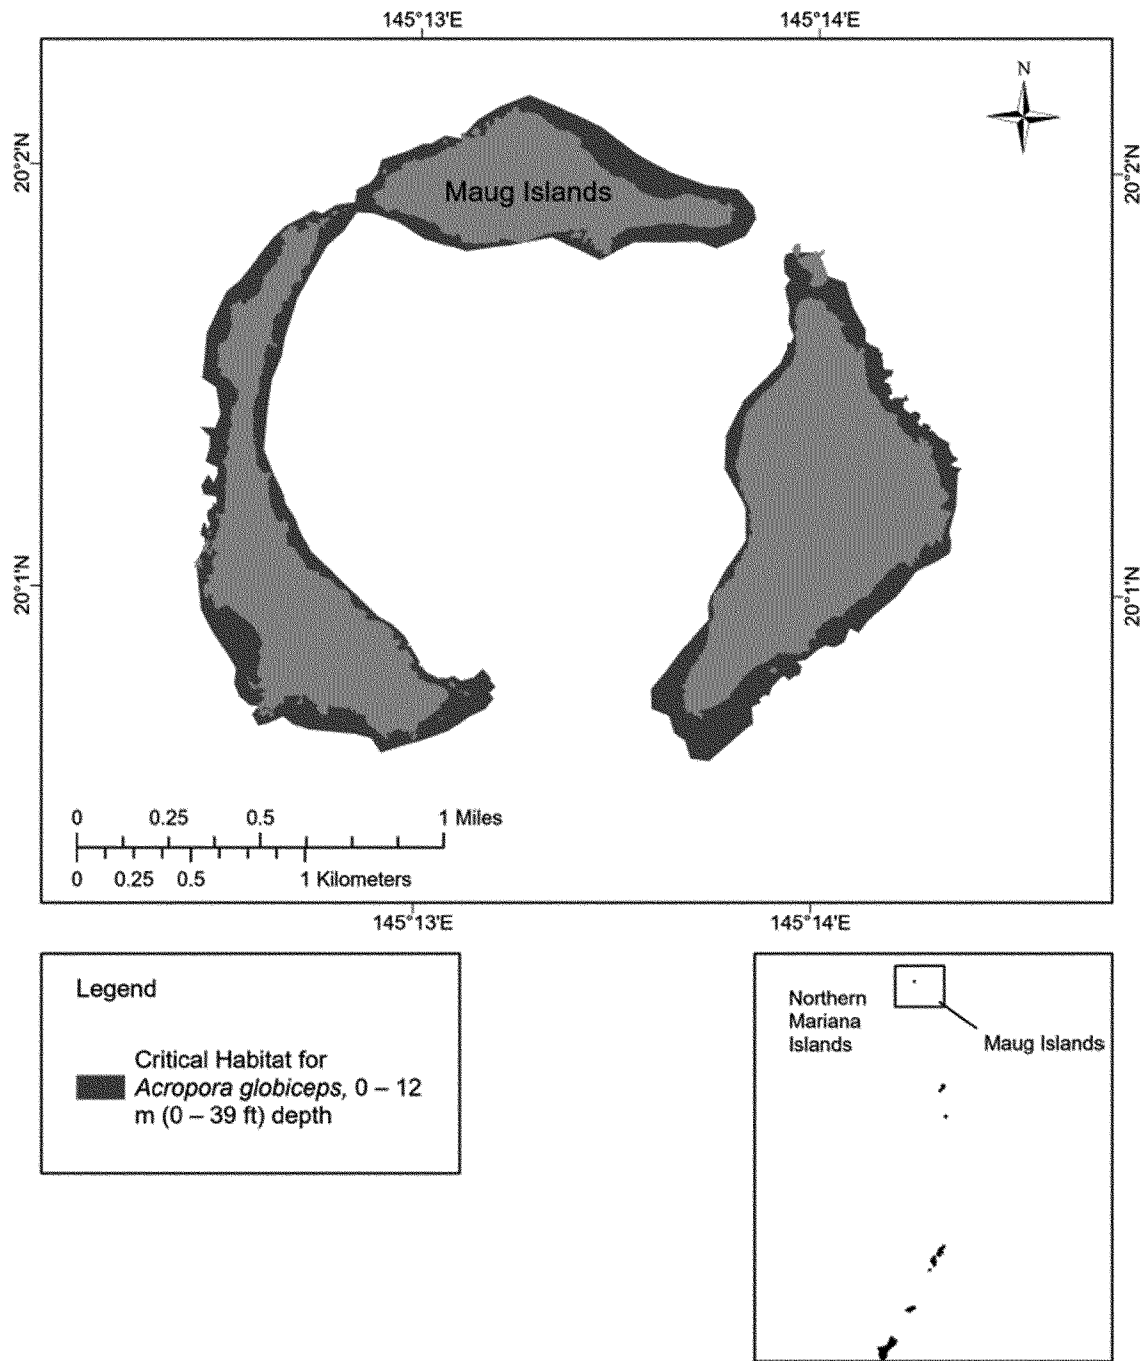 145°13'E
145°14'E
N
20°2'N
20°2'N
Maug Islands
20°1'N
20°1'N
0 0.25 0.5 1 Miles
0 0.25 0.5 1 Kilometers
145°13'E
145°14'E
Legend
Critical Habitat for
Acropora globiceps, 0 – 12
m (0 – 39 ft) depth
Northern
Mariana
Islands
Maug Islands